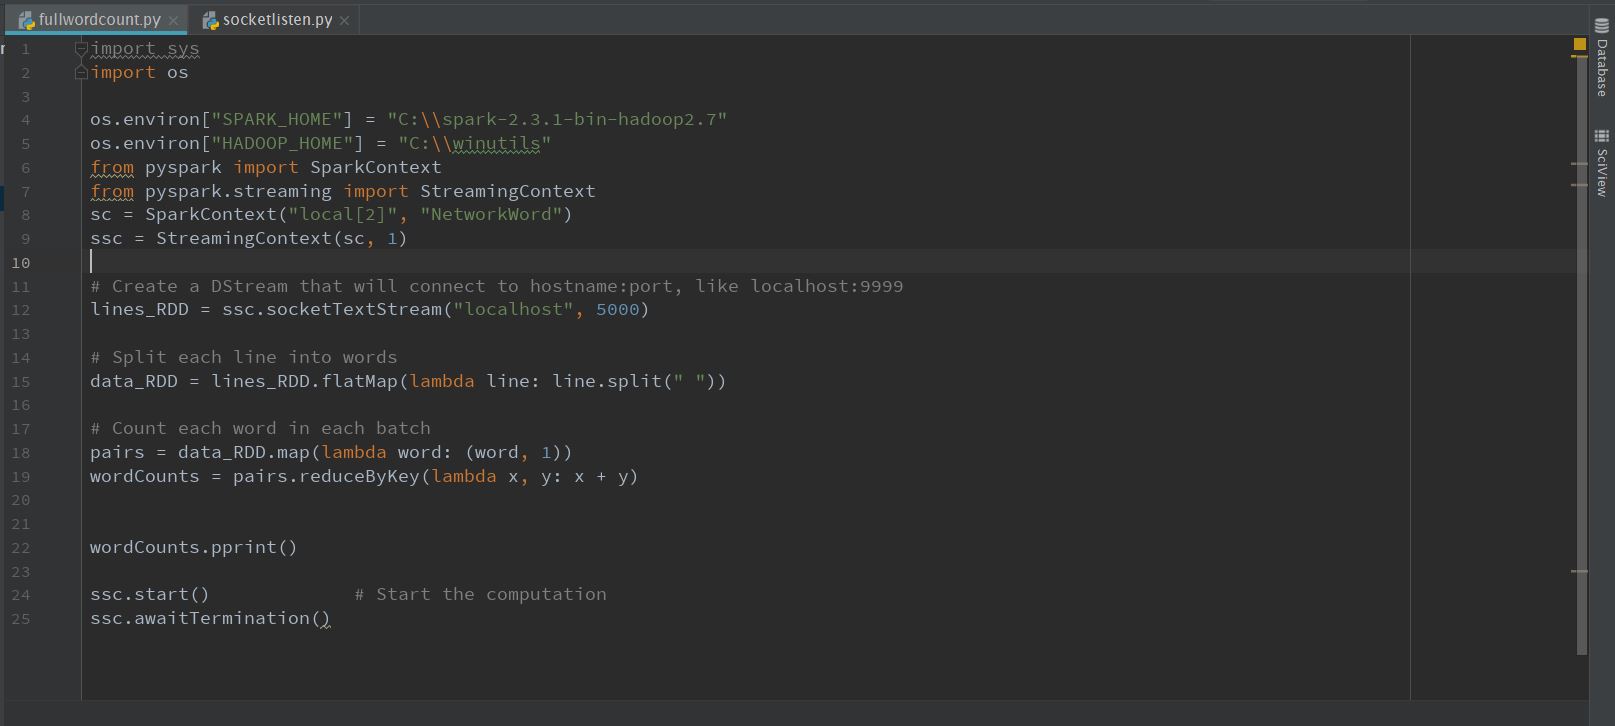 fullwordcount.py
socketlisten.py
1 import sys
2 import os
3
4 os.environ["SPARK_HOME"] = "C:\\spark-2.3.1-bin-hadoop2.7"
5 os.environ["HADOOP_HOME"] = "C:\\winutils"
6 from pyspark import SparkContext
7 from pyspark.streaming import StreamingContext
8 sc = SparkContext("local[2]", "NetworkWord")
9 ssc = StreamingContext(sc, 1)
10
11 # Create a DStream that will connect to hostname:port, like localhost:9999
12 lines_RDD = ssc.socketTextStream("localhost", 5000)
13
14 # Split each line into words
15 data_RDD = lines_RDD.flatMap(lambda line: line.split(" "))
16
17 # Count each word in each batch
18 pairs = data_RDD.map(lambda word: (word, 1))
19 wordCounts = pairs.reduceByKey(lambda x, y: x + y)
20
21
22 wordCounts.pprint()
23
24 ssc.start()             # Start the computation
25 ssc.awaitTermination()
Database
SciView